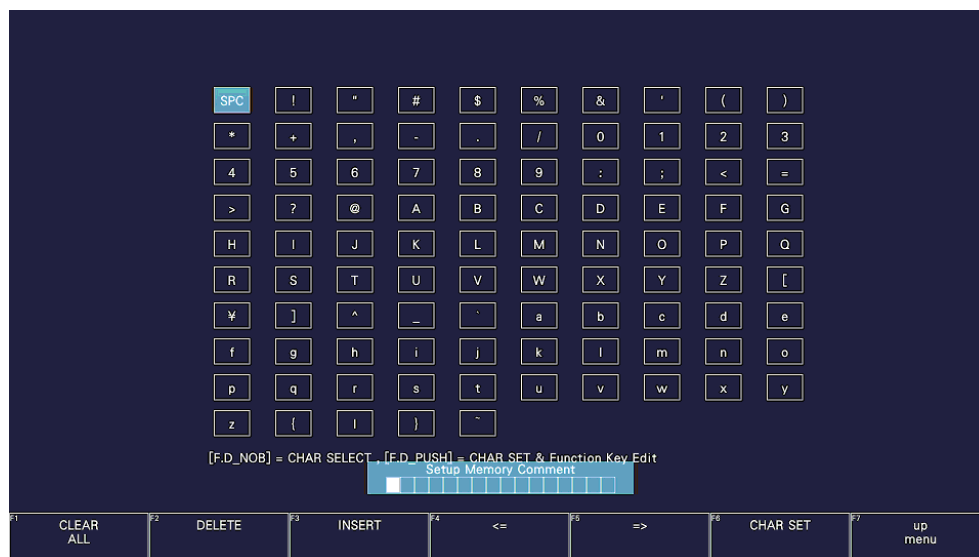 SPC ! " # $ % & ' ( )
* + , - . / 0 1 2 3
4 5 6 7 8 9 : ; < =
> ? @ A B C D E F G
H I J K L M N O P Q
R S T U V W X Y Z [
¥ ] ^ _ ` a b c d e
f g h i j k l m n o
p q r s t u v w x y
z { | } ~
[F.D_NOB] = CHAR SELECT , [F.D_PUSH] = CHAR SET & Function Key Edit
Setup Memory Comment
F1 CLEAR ALL
F2 DELETE
F3 INSERT
F4 <=
F5 =>
F6 CHAR SET
F7 up menu